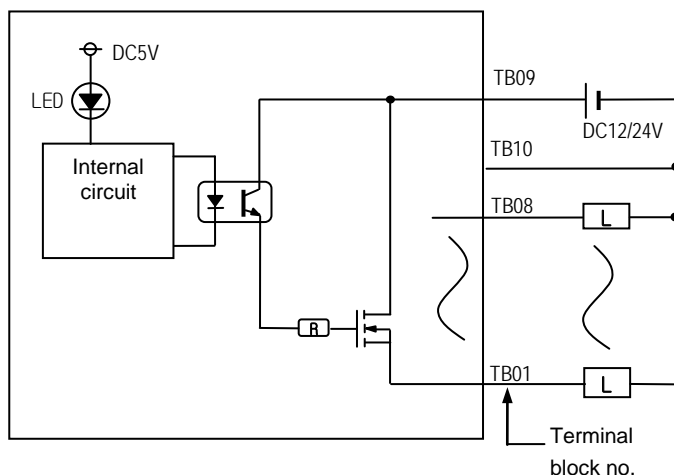 DC5V
LED
Internal
circuit
R
TB09
DC12/24V
TB10
TB08
L
TB01
L
Terminal
block no.